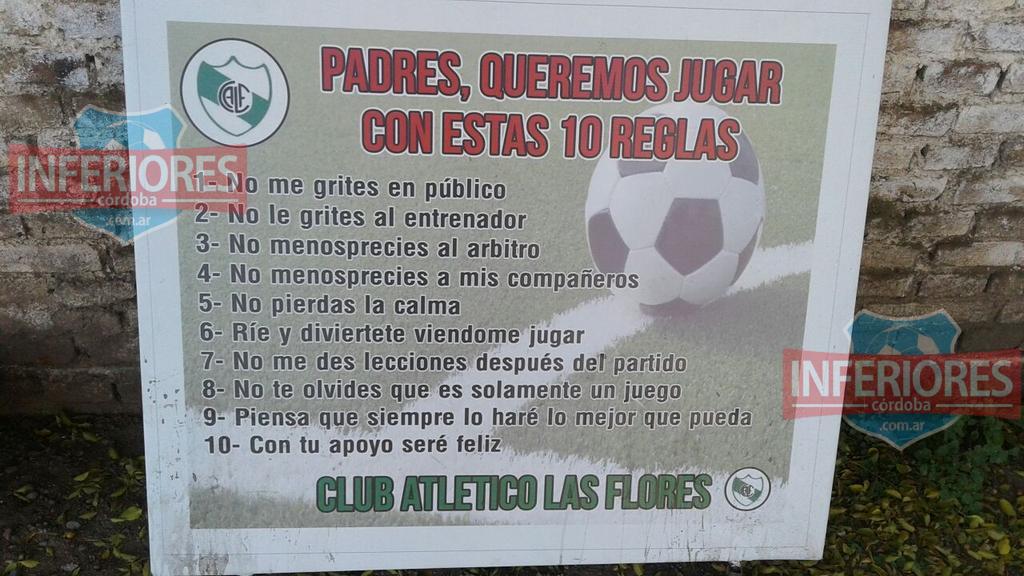 PADRES, QUEREMOS JUGAR
CON ESTAS 10 REGLAS
1- No me grites en público
2- No le grites al entrenador
3- No menosprecies al arbitro
4- No menosprecies a mis compañeros
5- No pierdas la calma
6- Ríe y diviertete viendome jugar
7- No me des lecciones después del partido
8- No te olvides que es solamente un juego
9- Piensa que siempre lo haré lo mejor que pueda
10- Con tu apoyo seré feliz
CLUB ATLETICO LAS FLORES
CALF
INFERIORES
córdoba
.com.ar
INFERIORES
córdoba
.com.ar